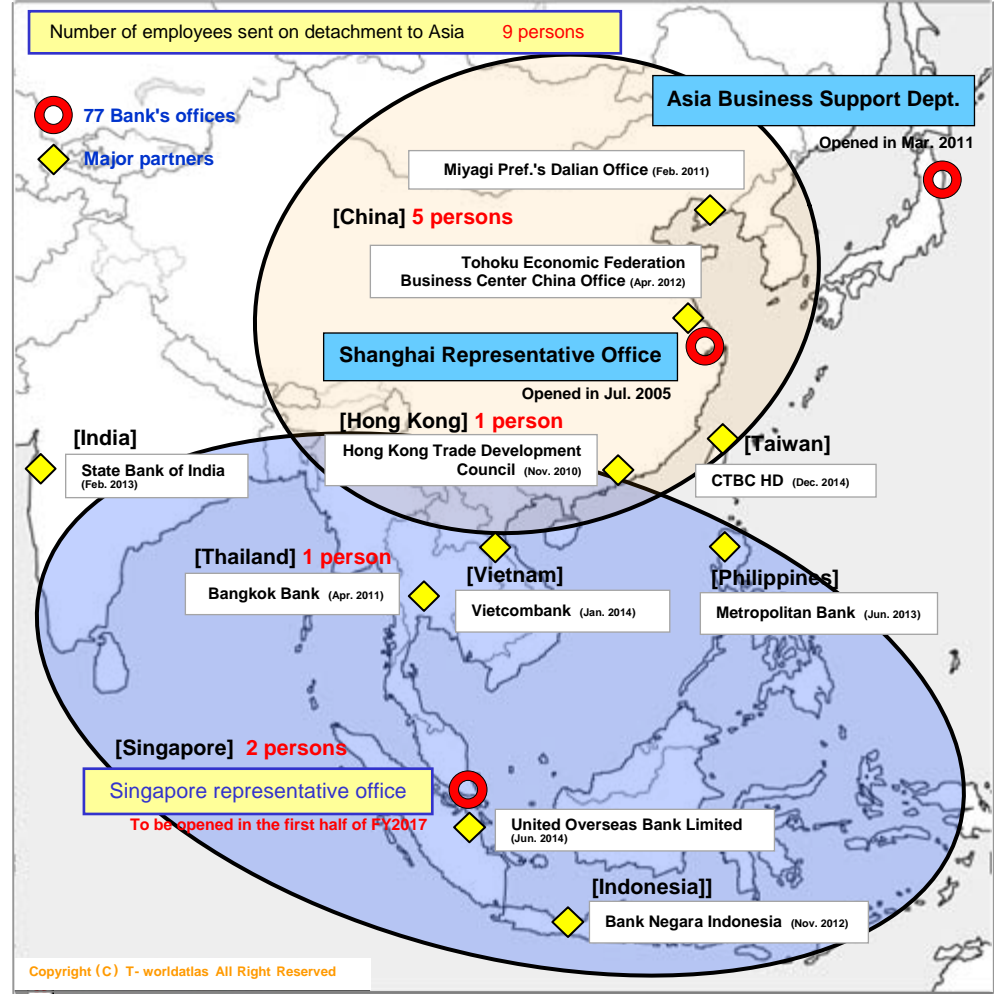 Number of employees sent on detachment to Asia 9 persons
Asia Business Support Dept.
77 Bank's offices
Opened in Mar. 2011
Major partners
Miyagi Pref.'s Dalian Office (Feb. 2011)
[China] 5 persons
Tohoku Economic Federation
Business Center China Office (Apr. 2012)
Shanghai Representative Office
Opened in Jul. 2005
[Hong Kong] 1 person
Hong Kong Trade Development
Council (Nov. 2010)
[India]
State Bank of India
(Feb. 2013)
[Taiwan]
CTBC HD (Dec. 2014)
[Thailand] 1 person
Bangkok Bank (Apr. 2011)
[Vietnam]
Vietcombank (Jan. 2014)
[Philippines]
Metropolitan Bank (Jun. 2013)
[Singapore] 2 persons
Singapore representative office
To be opened in the first half of FY2017
United Overseas Bank Limited
(Jun. 2014)
[Indonesia]]
Bank Negara Indonesia (Nov. 2012)
Copyright (C) T- worldatlas All Right Reserved